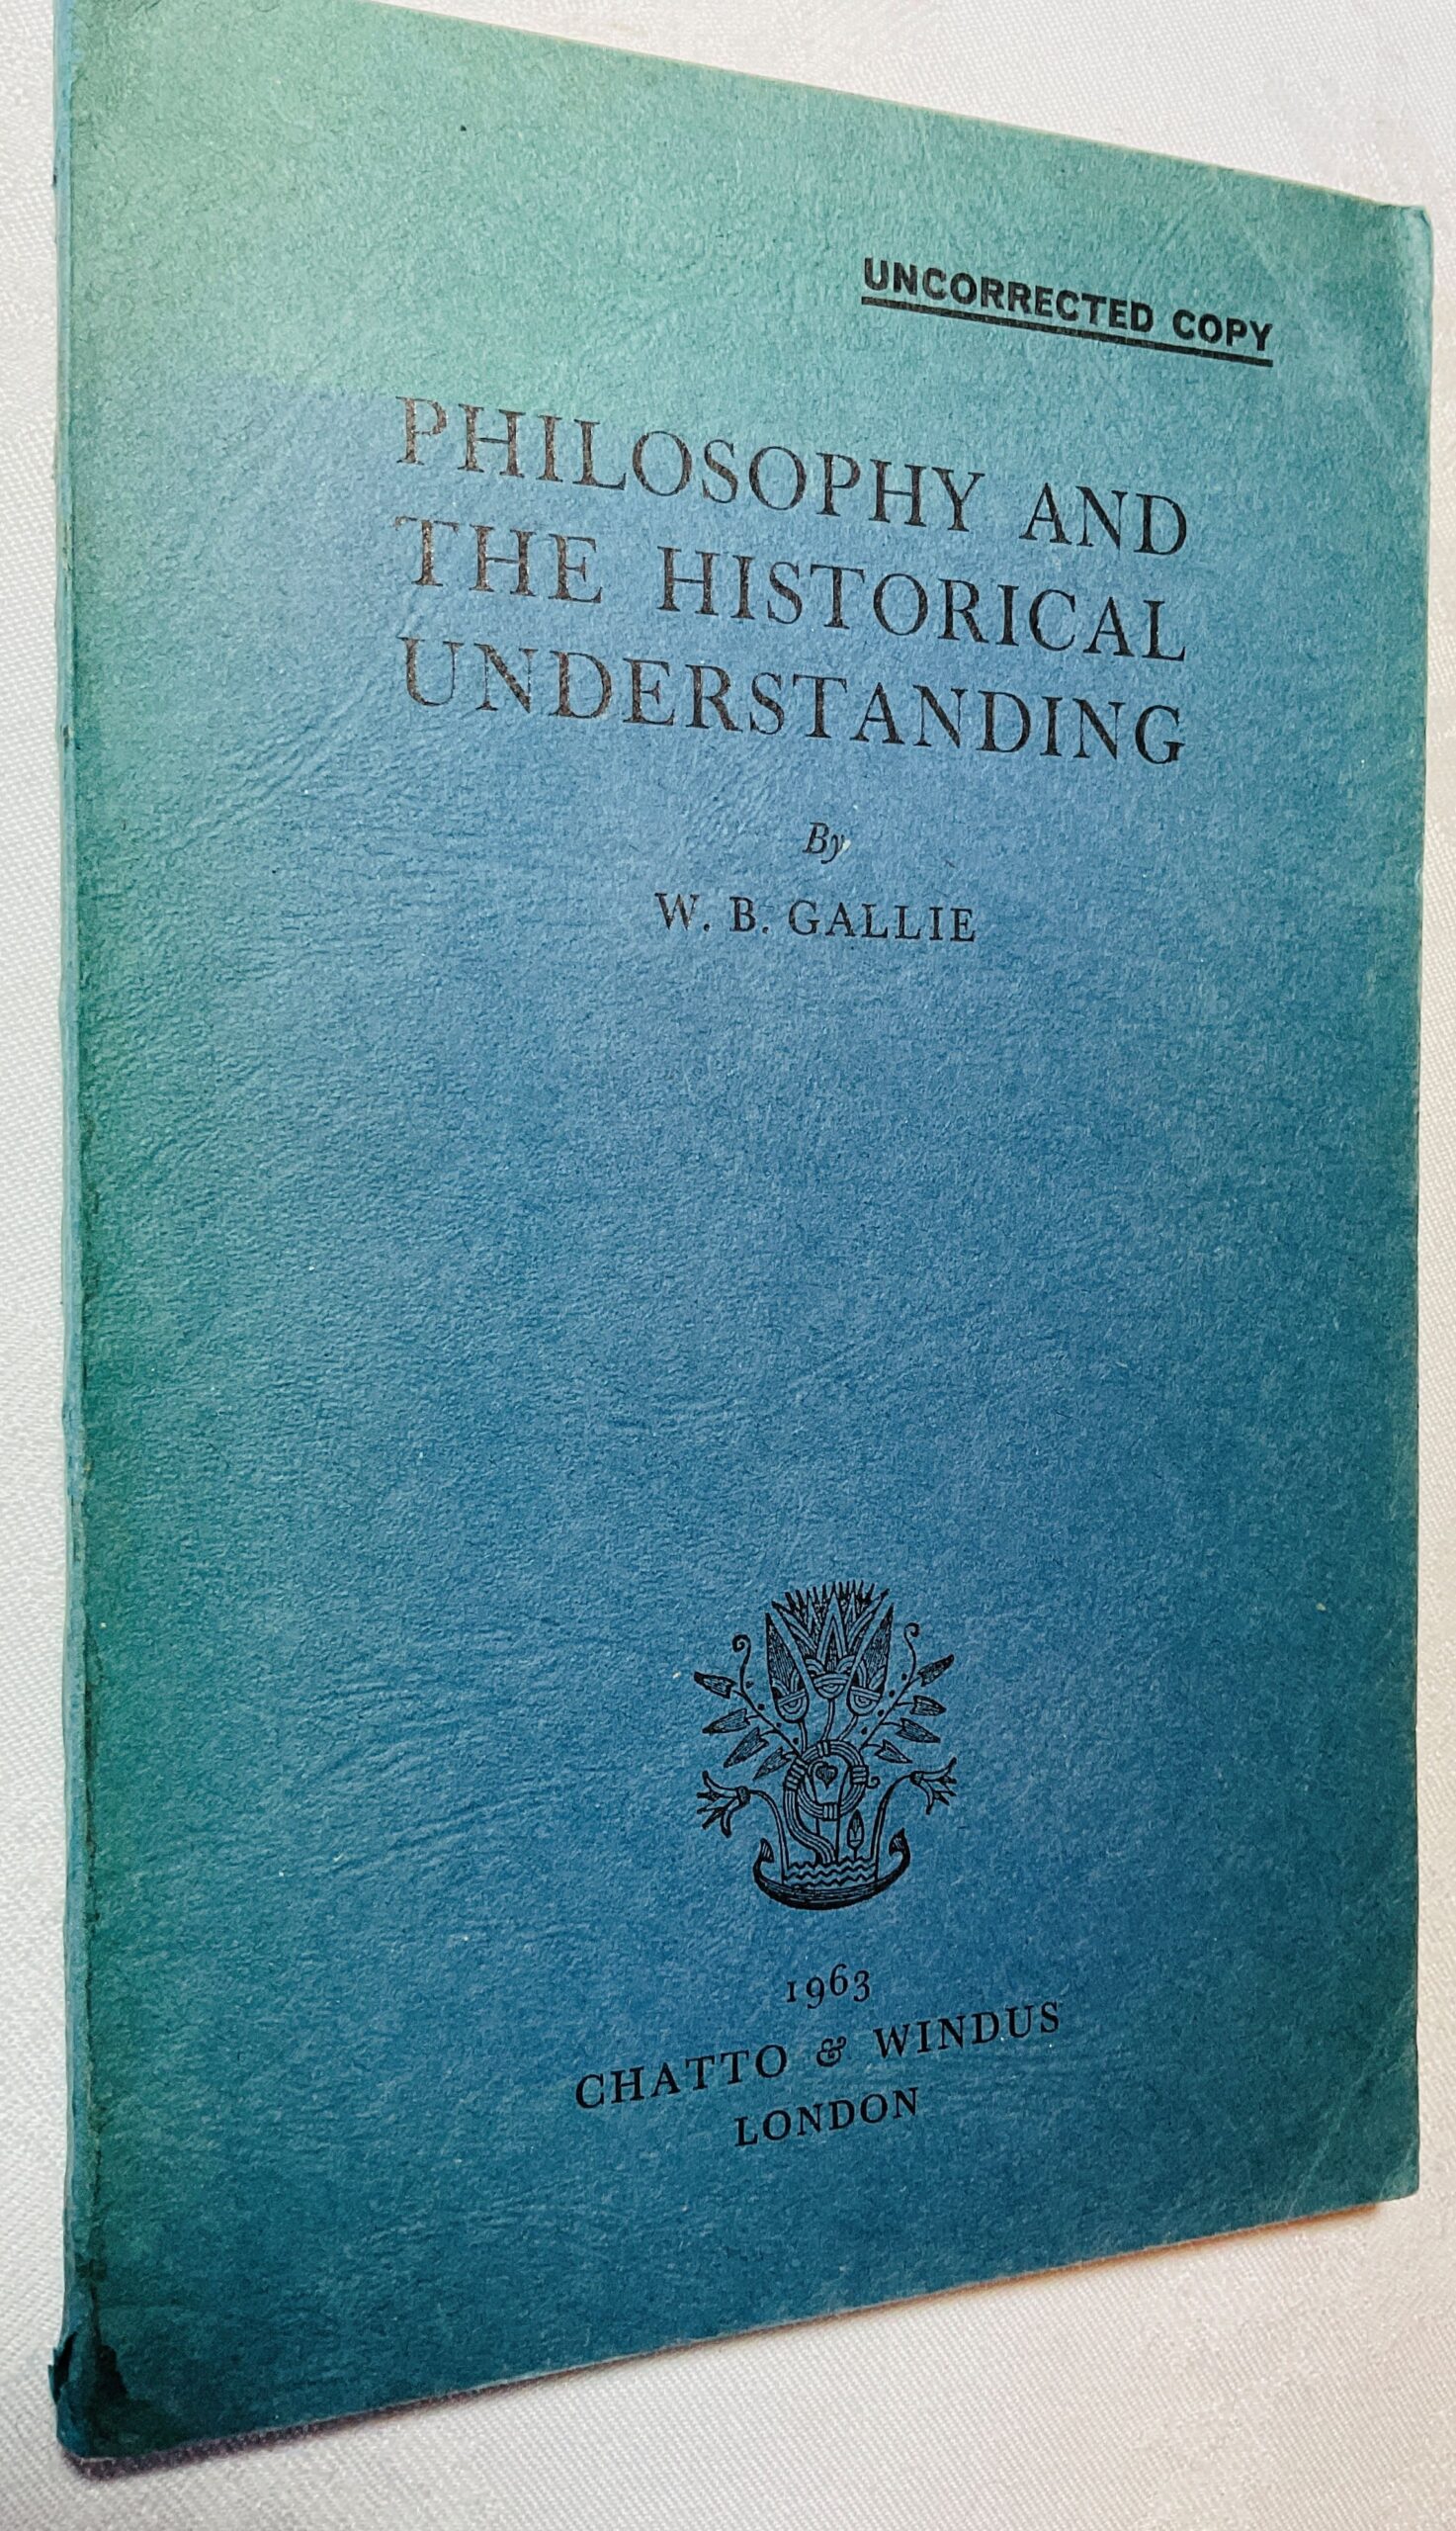 UNCORRECTED COPY
PHILOSOPHY AND
THE HISTORICAL
UNDERSTANDING
By
W. B. GALLIE
1963
CHATTO & WINDUS
LONDON